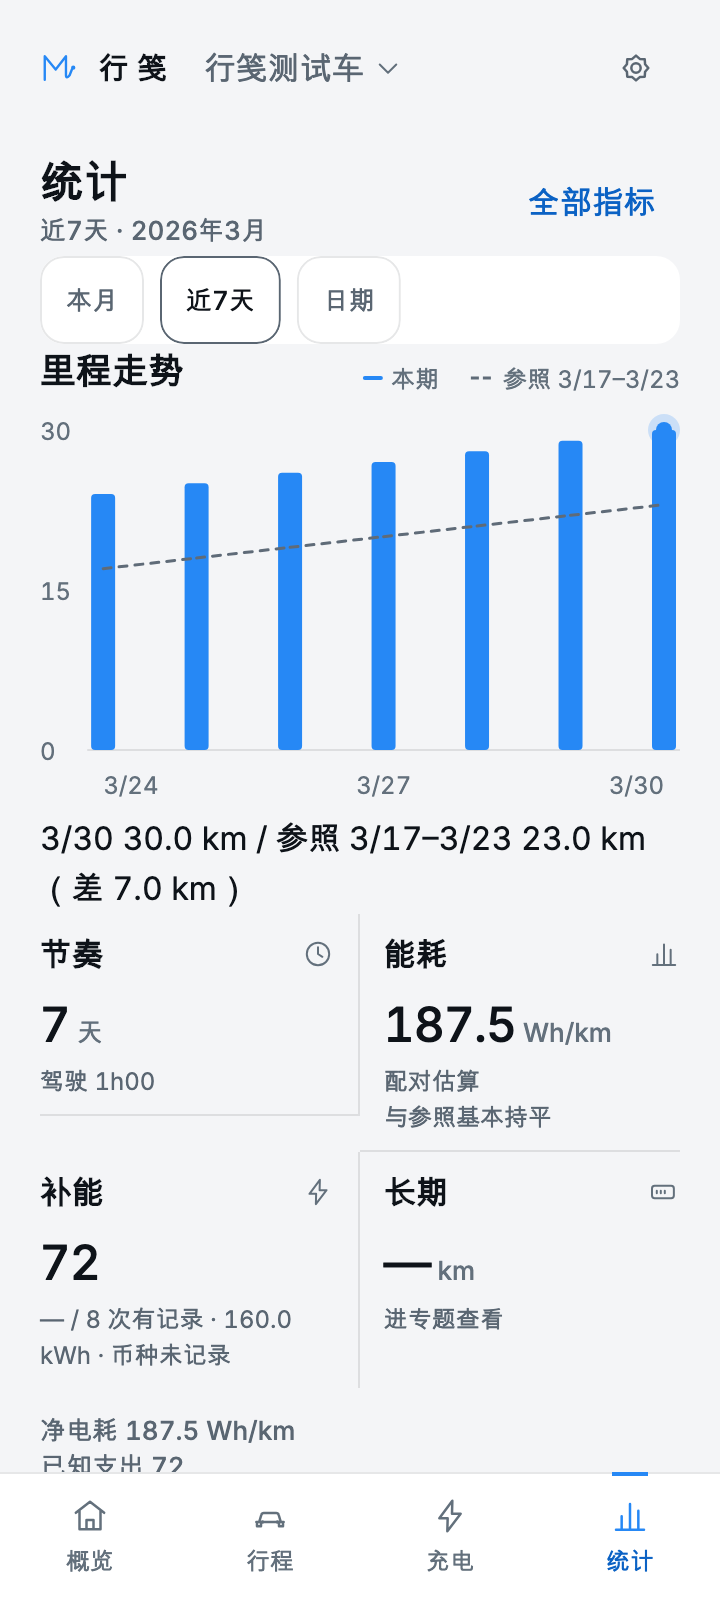 行笺 行笺测试车
统计
全部指标
近7天 · 2026年3月
本月 近7天 日期
里程走势
本期 参照 3/17–3/23
30
15
0
3/24 3/27 3/30
3/30 30.0 km / 参照 3/17–3/23 23.0 km
( 差 7.0 km )
节奏
7 天
驾驶 1h00
能耗
187.5 Wh/km
配对估算
与参照基本持平
补能
72
— / 8 次有记录 · 160.0
kWh · 币种未记录
长期
— km
进专题查看
净电耗 187.5 Wh/km
已知支出 72
概览 行程 充电 统计